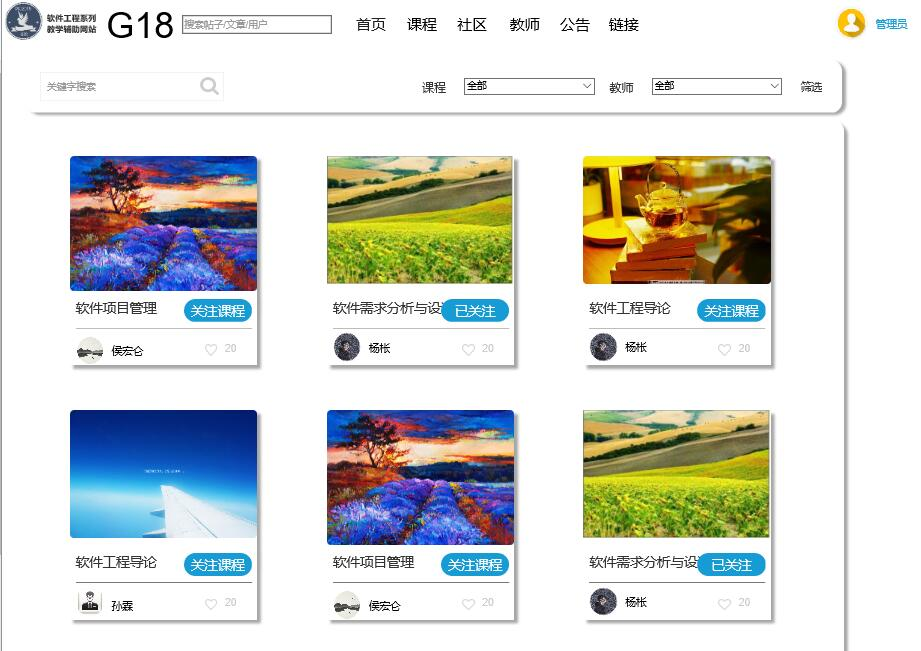 软件工程系列
教学辅助网站
G18
搜索帖子/文章/用户
首页 课程 社区 教师 公告 链接
管理员
关键字搜索
课程 全部 教师 全部 筛选
软件项目管理 关注课程
侯宏仑 20
软件需求分析与设 已关注
杨枨 20
软件工程导论 关注课程
杨枨 20
软件工程导论 关注课程
孙霖 20
软件项目管理 关注课程
侯宏仑 20
软件需求分析与设 已关注
杨枨 20